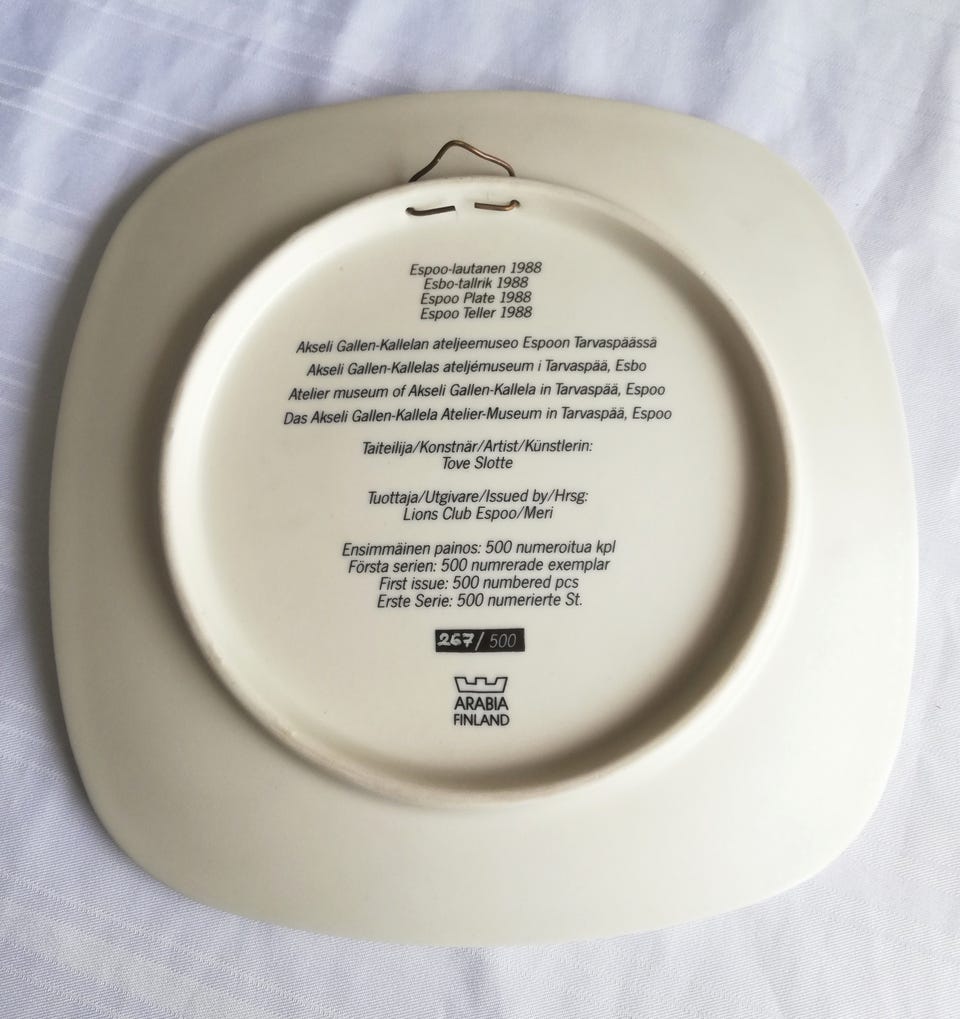 Espoo-lautanen 1988
Esbo-tallrik 1988
Espoo Plate 1988
Espoo Teller 1988
Akseli Gallen-Kallelan ateljeemuseo Espoon Tarvaspäässä
Akseli Gallen-Kallelas ateljémuseum i Tarvaspää, Esbo
Atelier museum of Akseli Gallen-Kallela in Tarvaspää, Espoo
Das Akseli Gallen-Kallela Atelier-Museum in Tarvaspää, Espoo
Taiteilija/Konstnär/Artist/Künstlerin:
Tove Slotte
Tuottaja/Utgivare/Issued by/Hrsg:
Lions Club Espoo/Meri
Ensimmäinen painos: 500 numeroitua kpl
Första serien: 500 numrerade exemplar
First issue: 500 numbered pcs
Erste Serie: 500 numerierte St.
267/ 500
ARABIA
FINLAND